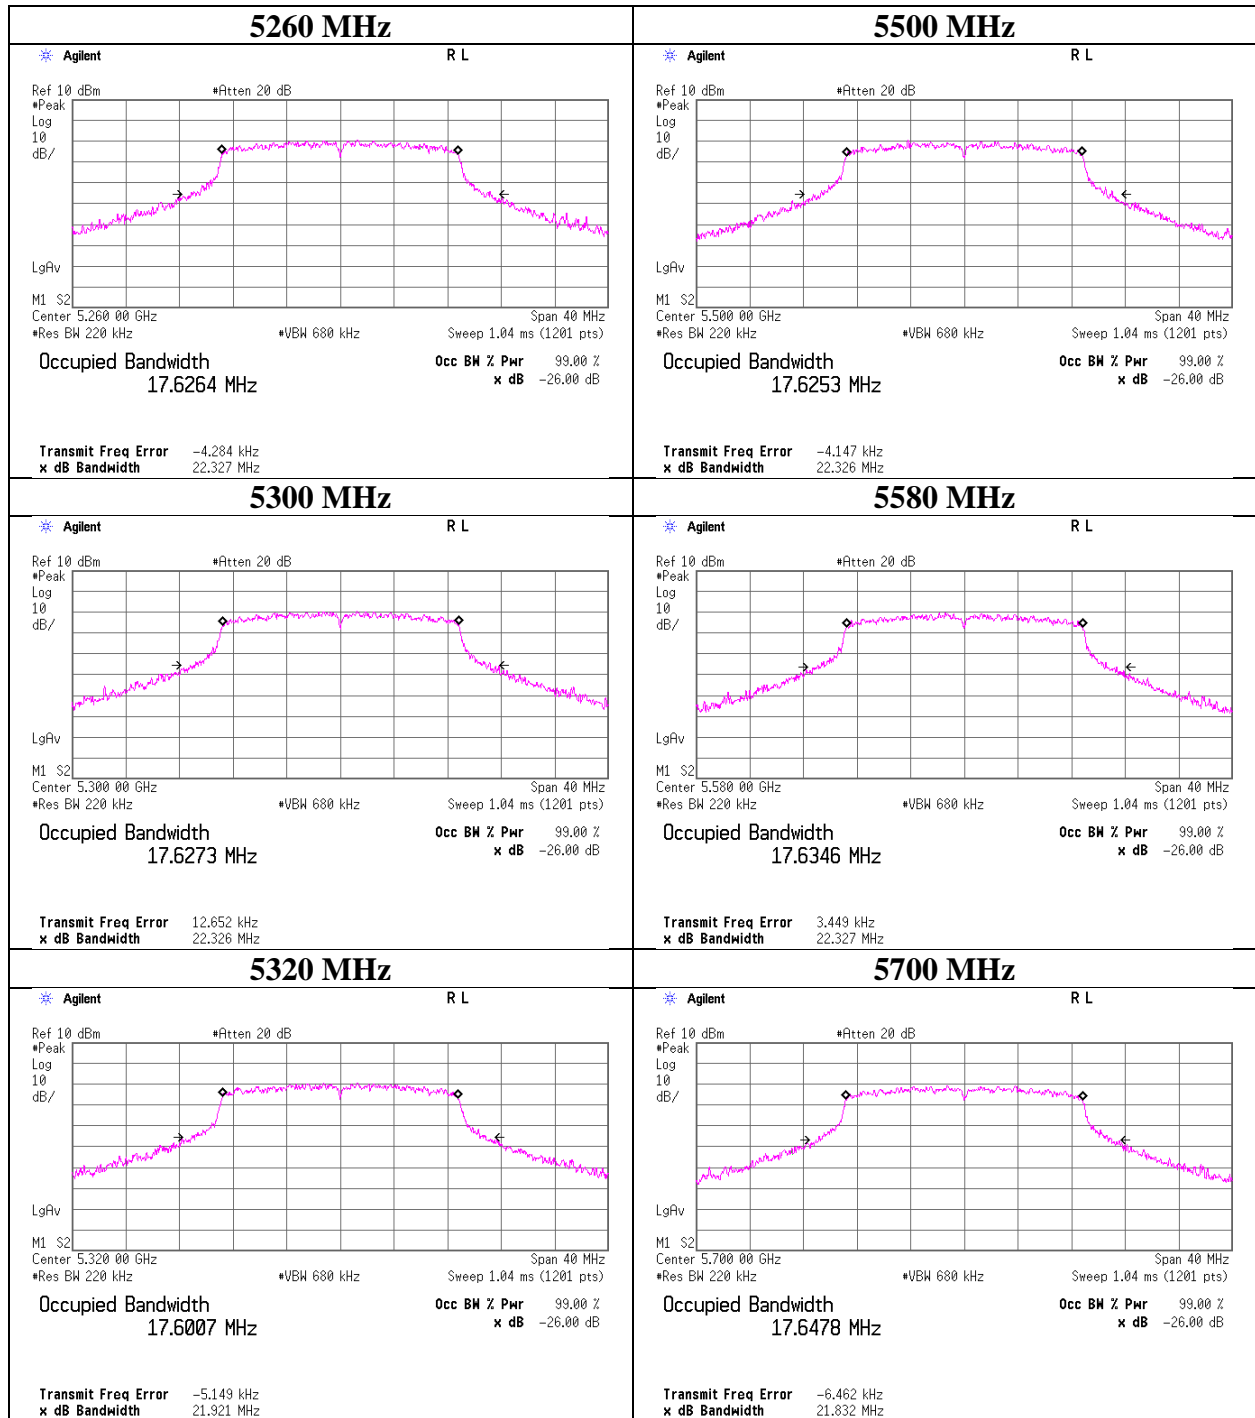 5260 MHz
Agilent R L
Ref 10 dBm #Atten 20 dB
#Peak
Log
10
dB/
LgAv
M1 S2
Center 5.260 00 GHz Span 40 MHz
#Res BW 220 kHz #VBW 680 kHz Sweep 1.04 ms (1201 pts)
Occupied Bandwidth Occ BW % Pwr 99.00 %
17.6264 MHz x dB -26.00 dB
Transmit Freq Error -4.284 kHz
x dB Bandwidth 22.327 MHz
5500 MHz
Agilent R L
Ref 10 dBm #Atten 20 dB
#Peak
Log
10
dB/
LgAv
M1 S2
Center 5.500 00 GHz Span 40 MHz
#Res BW 220 kHz #VBW 680 kHz Sweep 1.04 ms (1201 pts)
Occupied Bandwidth Occ BW % Pwr 99.00 %
17.6253 MHz x dB -26.00 dB
Transmit Freq Error -4.147 kHz
x dB Bandwidth 22.326 MHz
5300 MHz
Agilent R L
Ref 10 dBm #Atten 20 dB
#Peak
Log
10
dB/
LgAv
M1 S2
Center 5.300 00 GHz Span 40 MHz
#Res BW 220 kHz #VBW 680 kHz Sweep 1.04 ms (1201 pts)
Occupied Bandwidth Occ BW % Pwr 99.00 %
17.6273 MHz x dB -26.00 dB
Transmit Freq Error 12.652 kHz
x dB Bandwidth 22.326 MHz
5580 MHz
Agilent R L
Ref 10 dBm #Atten 20 dB
#Peak
Log
10
dB/
LgAv
M1 S2
Center 5.580 00 GHz Span 40 MHz
#Res BW 220 kHz #VBW 680 kHz Sweep 1.04 ms (1201 pts)
Occupied Bandwidth Occ BW % Pwr 99.00 %
17.6346 MHz x dB -26.00 dB
Transmit Freq Error 3.449 kHz
x dB Bandwidth 22.327 MHz
5320 MHz
Agilent R L
Ref 10 dBm #Atten 20 dB
#Peak
Log
10
dB/
LgAv
M1 S2
Center 5.320 00 GHz Span 40 MHz
#Res BW 220 kHz #VBW 680 kHz Sweep 1.04 ms (1201 pts)
Occupied Bandwidth Occ BW % Pwr 99.00 %
17.6007 MHz x dB -26.00 dB
Transmit Freq Error -5.149 kHz
x dB Bandwidth 21.921 MHz
5700 MHz
Agilent R L
Ref 10 dBm #Atten 20 dB
#Peak
Log
10
dB/
LgAv
M1 S2
Center 5.700 00 GHz Span 40 MHz
#Res BW 220 kHz #VBW 680 kHz Sweep 1.04 ms (1201 pts)
Occupied Bandwidth Occ BW % Pwr 99.00 %
17.6478 MHz x dB -26.00 dB
Transmit Freq Error -6.462 kHz
x dB Bandwidth 21.832 MHz